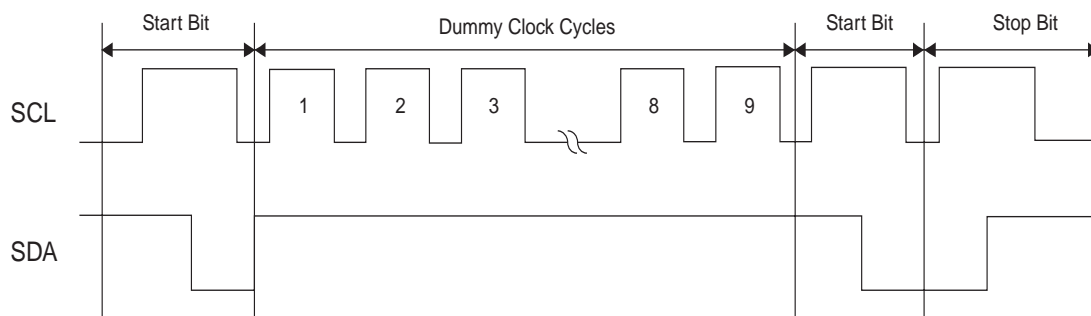 Start Bit
Dummy Clock Cycles
Start Bit
Stop Bit
SCL
1
2
3
8
9
SDA